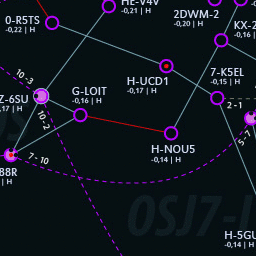 HE-V4V
-0,21 | H
0-R5TS
-0,22 | H
2DWM-2
-0,20 | H
KX-2
-0,16 | H
10 - 3
H-UCD1
-0,17 | H
7-K5EL
-0,15 | H
G-LOIT
-0,16 | H
Z-6SU
,17 | H
2 - 1
10 - 2
5 - 7
H-NOU5
-0,14 | H
7 - 10
88R
| H
0SJ7-
H-5GU
-0,14 | H